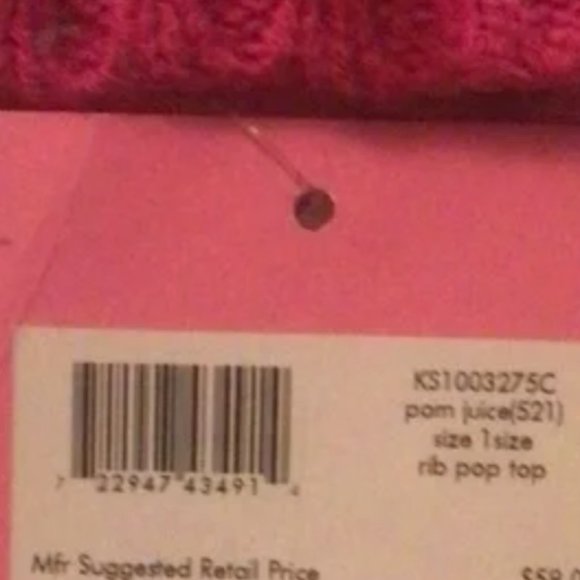 KS1003275C
pom juice(521)
size 1size
rib pop top
7 22947 43491 4
Mfr Suggested Retail Price